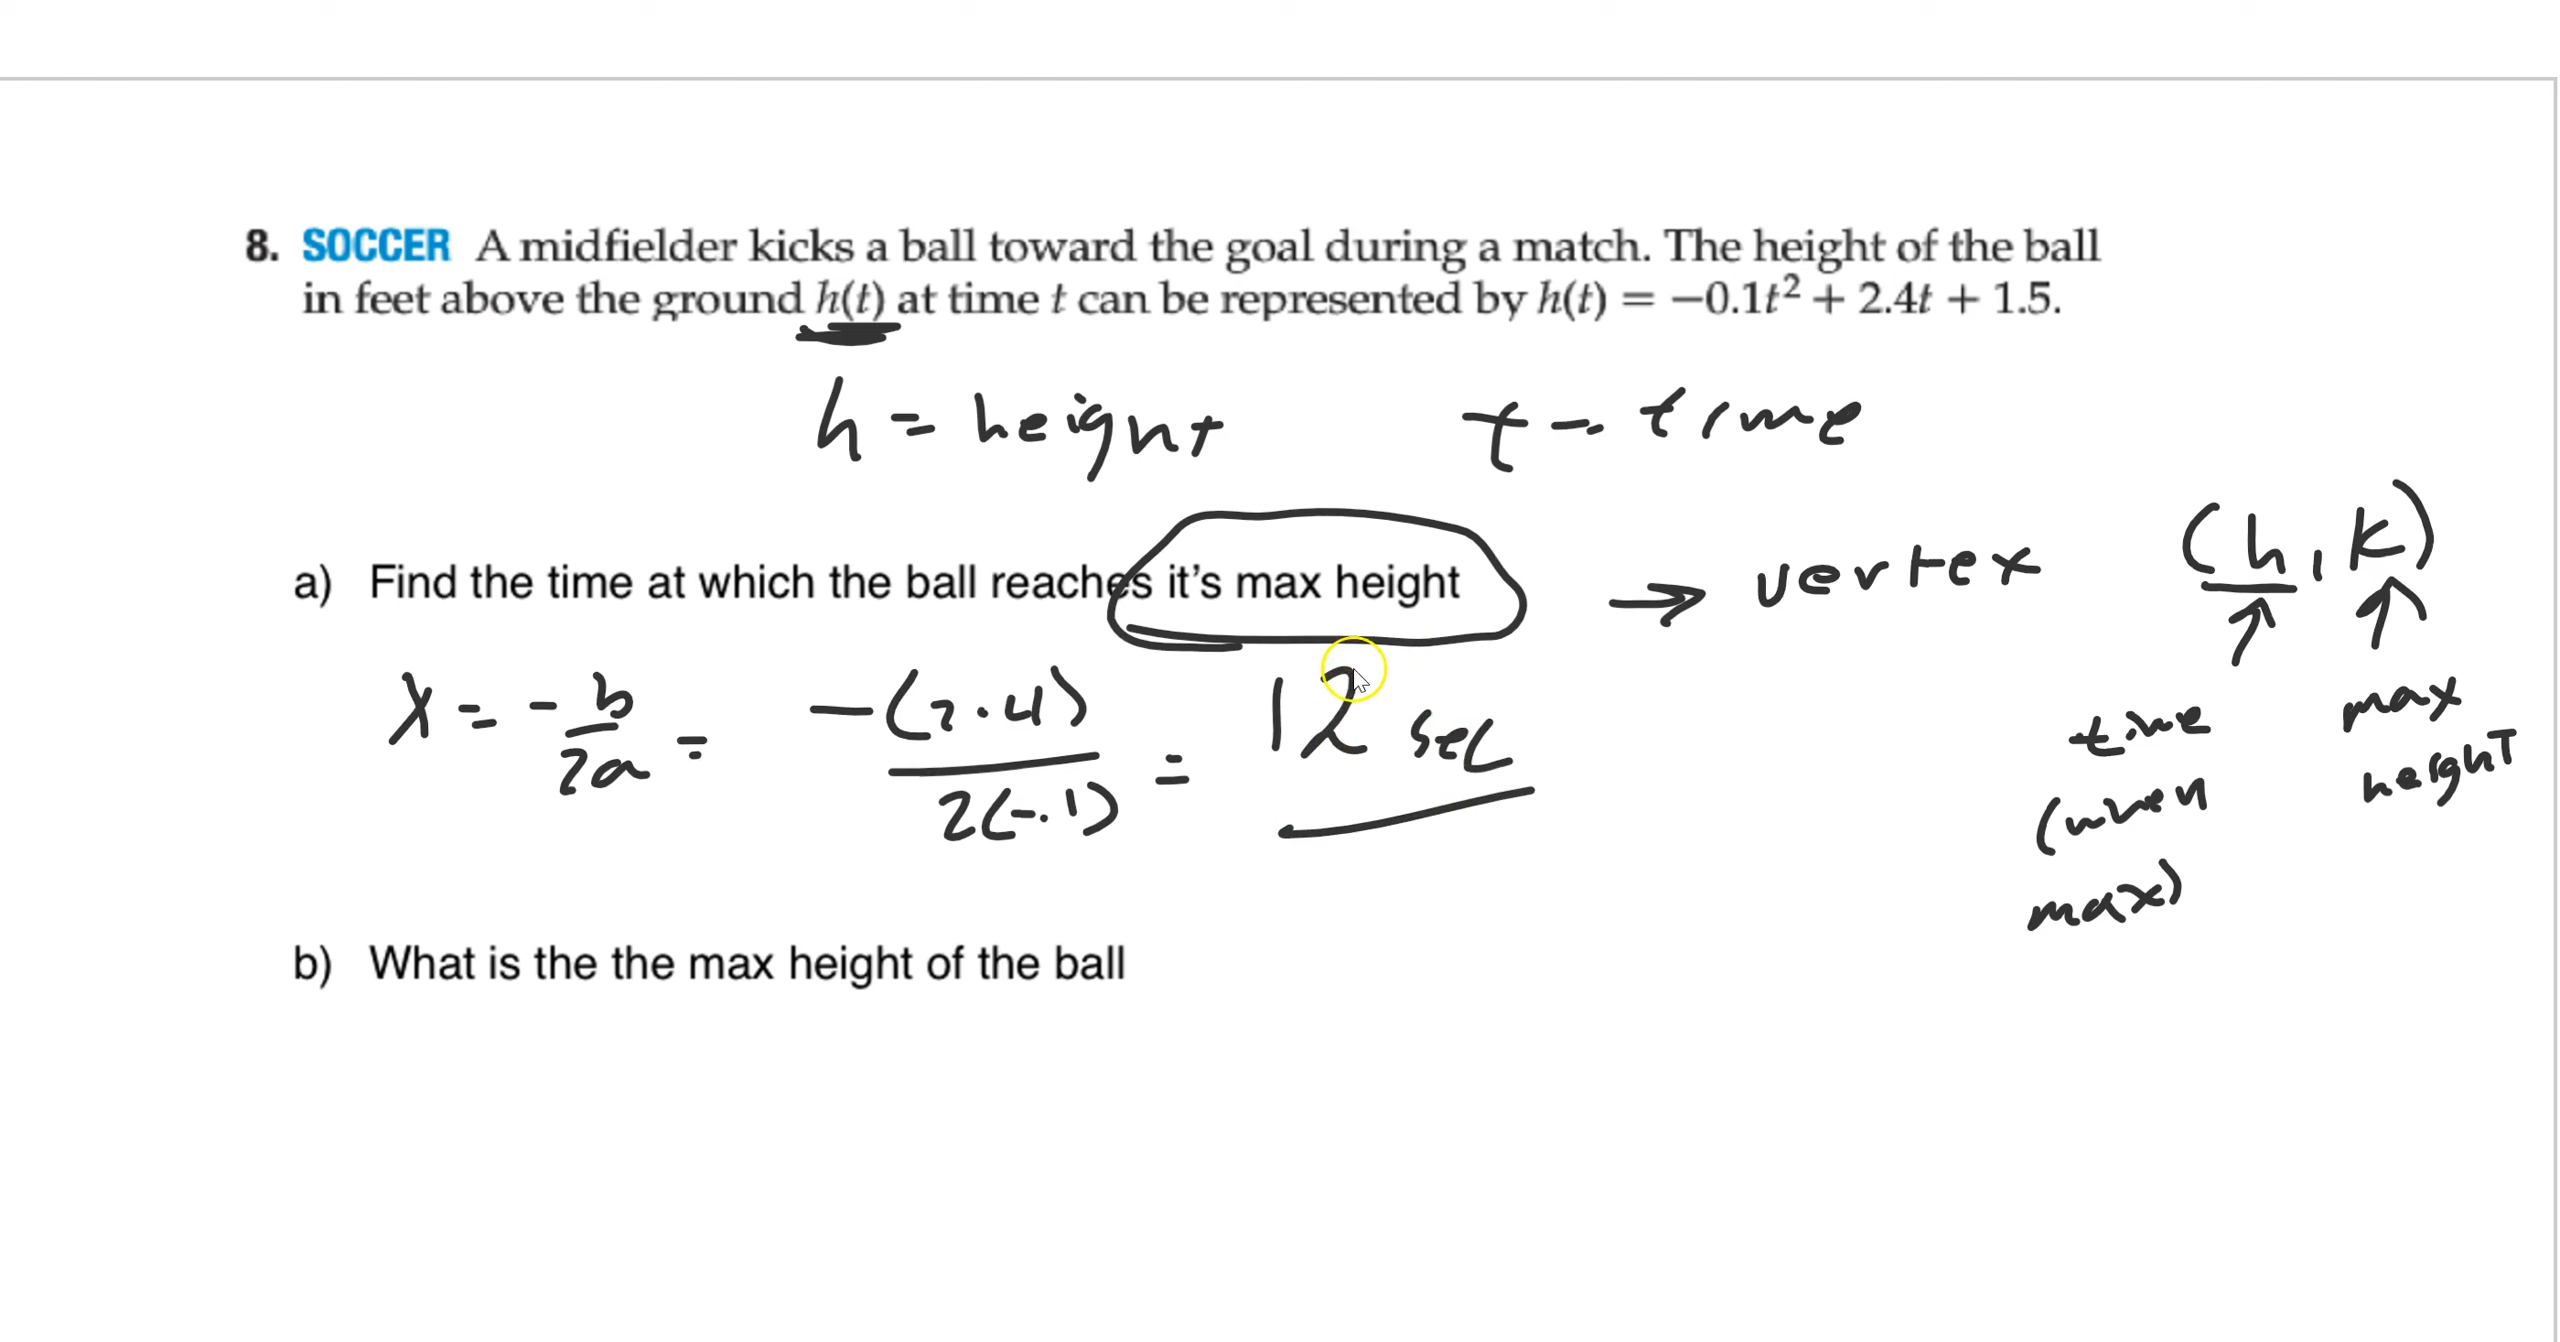 8. SOCCER A midfielder kicks a ball toward the goal during a match. The height of the ball
in feet above the ground h(t) at time t can be represented by h(t) = −0.1t² + 2.4t + 1.5.
h = height t = time
a) Find the time at which the ball reaches it's max height → vertex (h, k)
x = -b/2a = -(2.4)/2(-.1) = 12 sec
time
(when
max)
max
height
b) What is the the max height of the ball